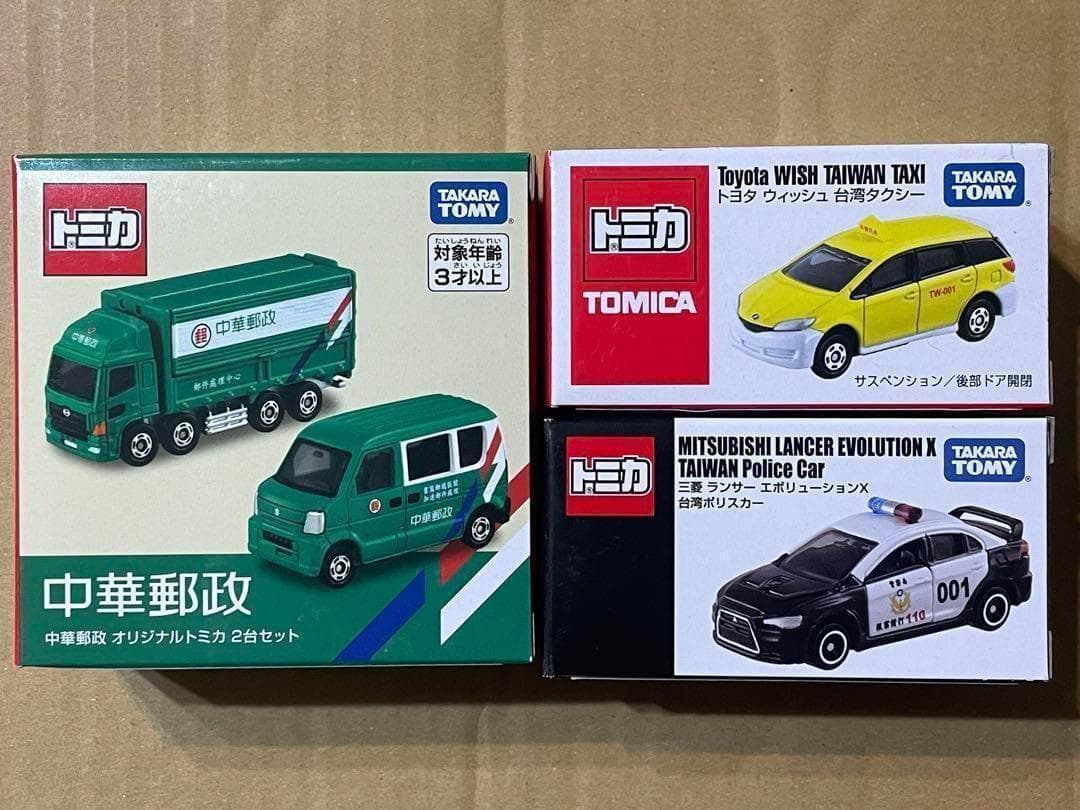 トミカ
TAKARA
TOMY
たいしょうねんれい
対象年齢
さい いじょう
3才以上
中華郵政
郵
中華郵政
郵件處理中心
中華郵政
中華郵政
中華郵政 オリジナルトミカ 2台セット
トミカ
TOMICA
Toyota WISH TAIWAN TAXI
トヨタ ウィッシュ 台湾タクシー
TAKARA
TOMY
TW-001
サスペンション/後部ドア開閉
トミカ
MITSUBISHI LANCER EVOLUTION X
TAIWAN Police Car
三菱 ランサー エボリューションX
台湾ポリスカー
TAKARA
TOMY
001
110